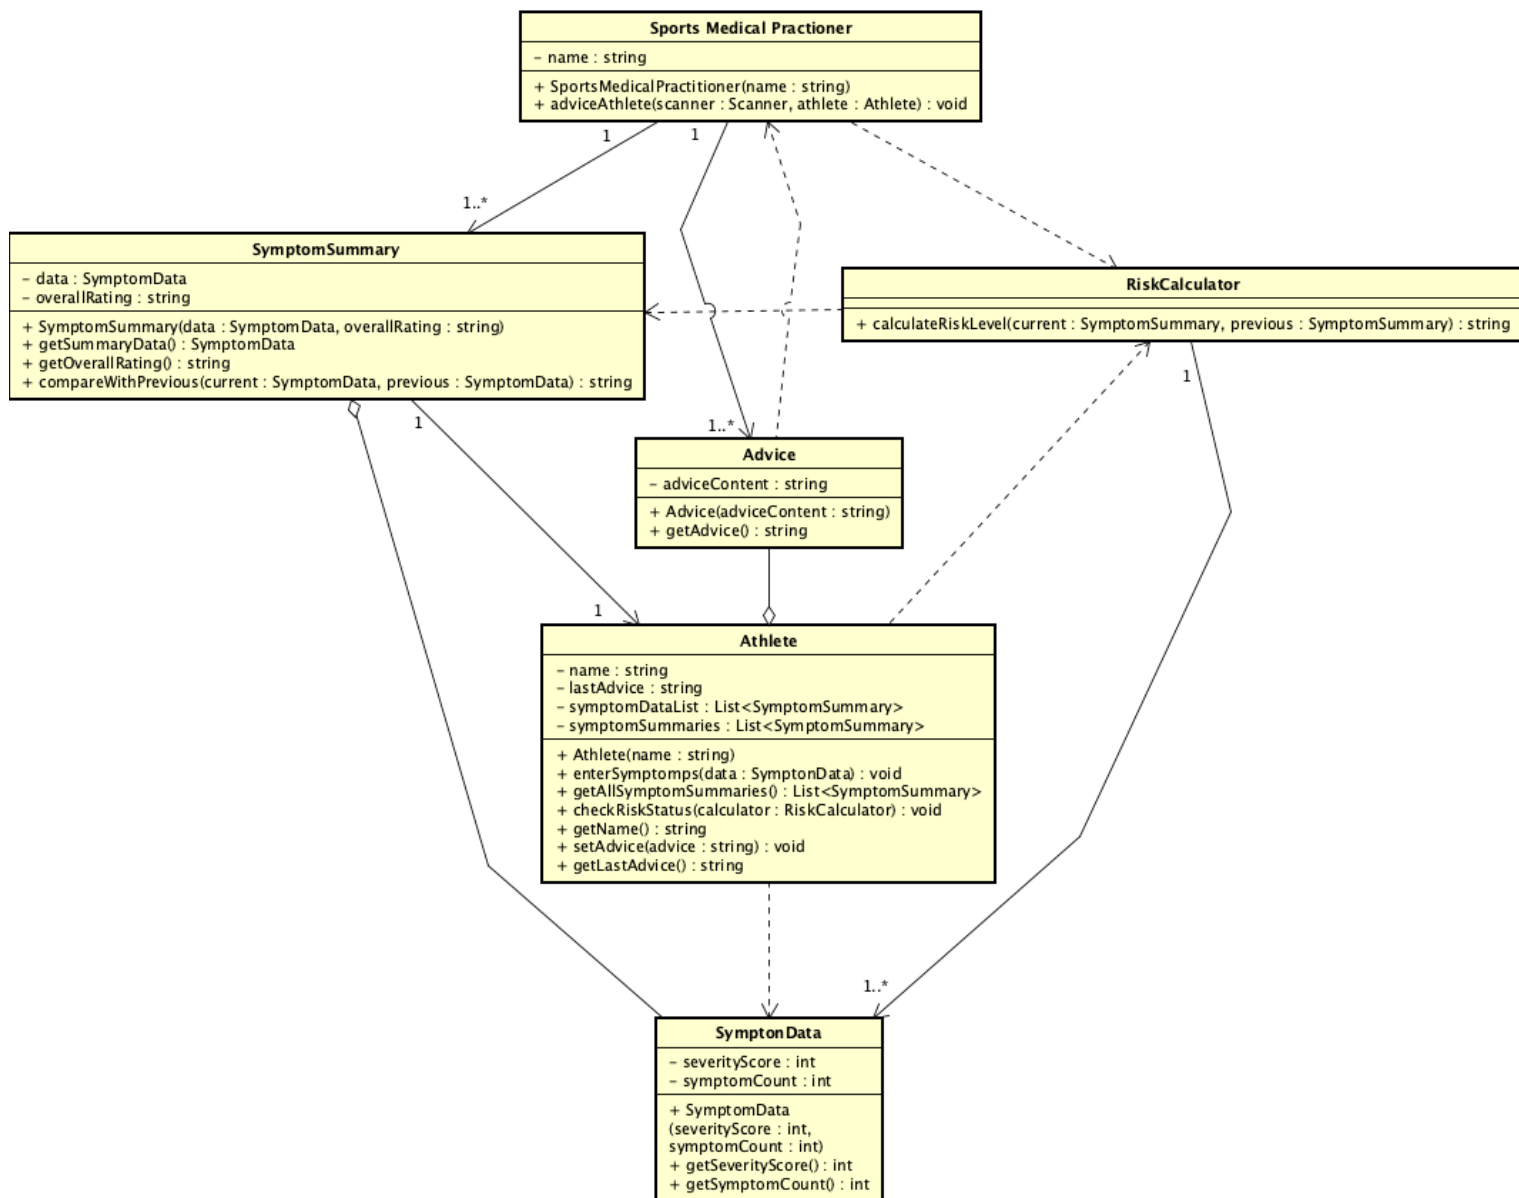 Sports Medical Practioner
– name : string
+ SportsMedicalPractitioner(name : string)
+ adviceAthlete(scanner : Scanner, athlete : Athlete) : void
1
1
1..*
SymptomSummary
– data : SymptomData
– overallRating : string
+ SymptomSummary(data : SymptomData, overallRating : string)
+ getSummaryData() : SymptomData
+ getOverallRating() : string
+ compareWithPrevious(current : SymptomData, previous : SymptomData) : string
RiskCalculator
+ calculateRiskLevel(current : SymptomSummary, previous : SymptomSummary) : string
1
1
1..*
Advice
– adviceContent : string
+ Advice(adviceContent : string)
+ getAdvice() : string
1
Athlete
– name : string
– lastAdvice : string
– symptomDataList : List<SymptomSummary>
– symptomSummaries : List<SymptomSummary>
+ Athlete(name : string)
+ enterSymptomps(data : SymptonData) : void
+ getAllSymptomSummaries() : List<SymptomSummary>
+ checkRiskStatus(calculator : RiskCalculator) : void
+ getName() : string
+ setAdvice(advice : string) : void
+ getLastAdvice() : string
1..*
SymptonData
– severityScore : int
– symptomCount : int
+ SymptomData
(severityScore : int,
symptomCount : int)
+ getSeverityScore() : int
+ getSymptomCount() : int